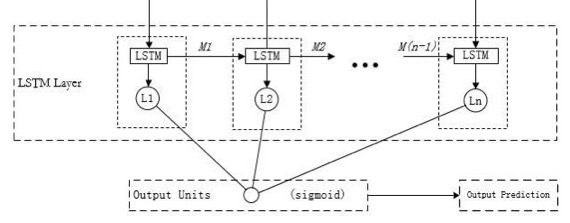 M1 M2 M(n-1)
LSTM LSTM LSTM
LSTM Layer
L1 L2 Ln
Output Units (sigmoid) Output Prediction